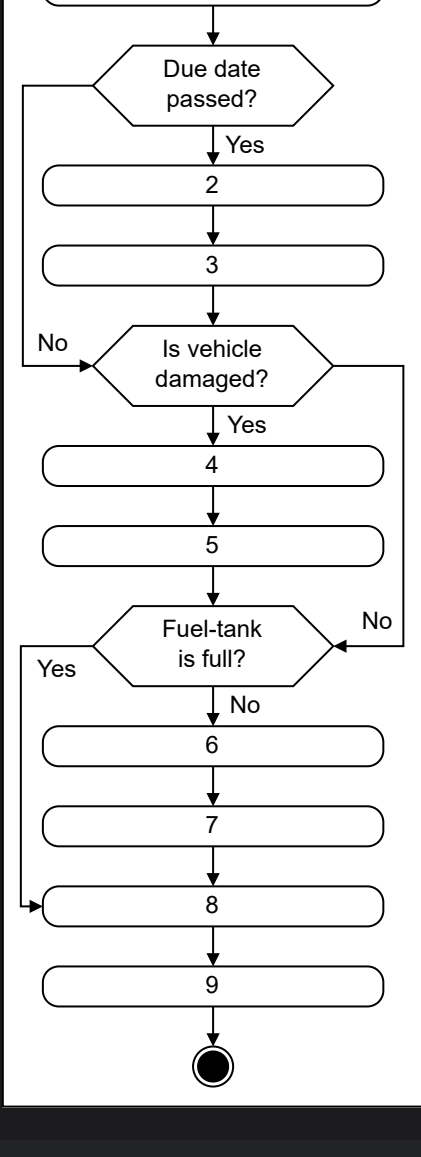 Due date
passed?
Yes
2
3
No
Is vehicle
damaged?
Yes
4
5
No
Fuel-tank
is full?
Yes
No
6
7
8
9